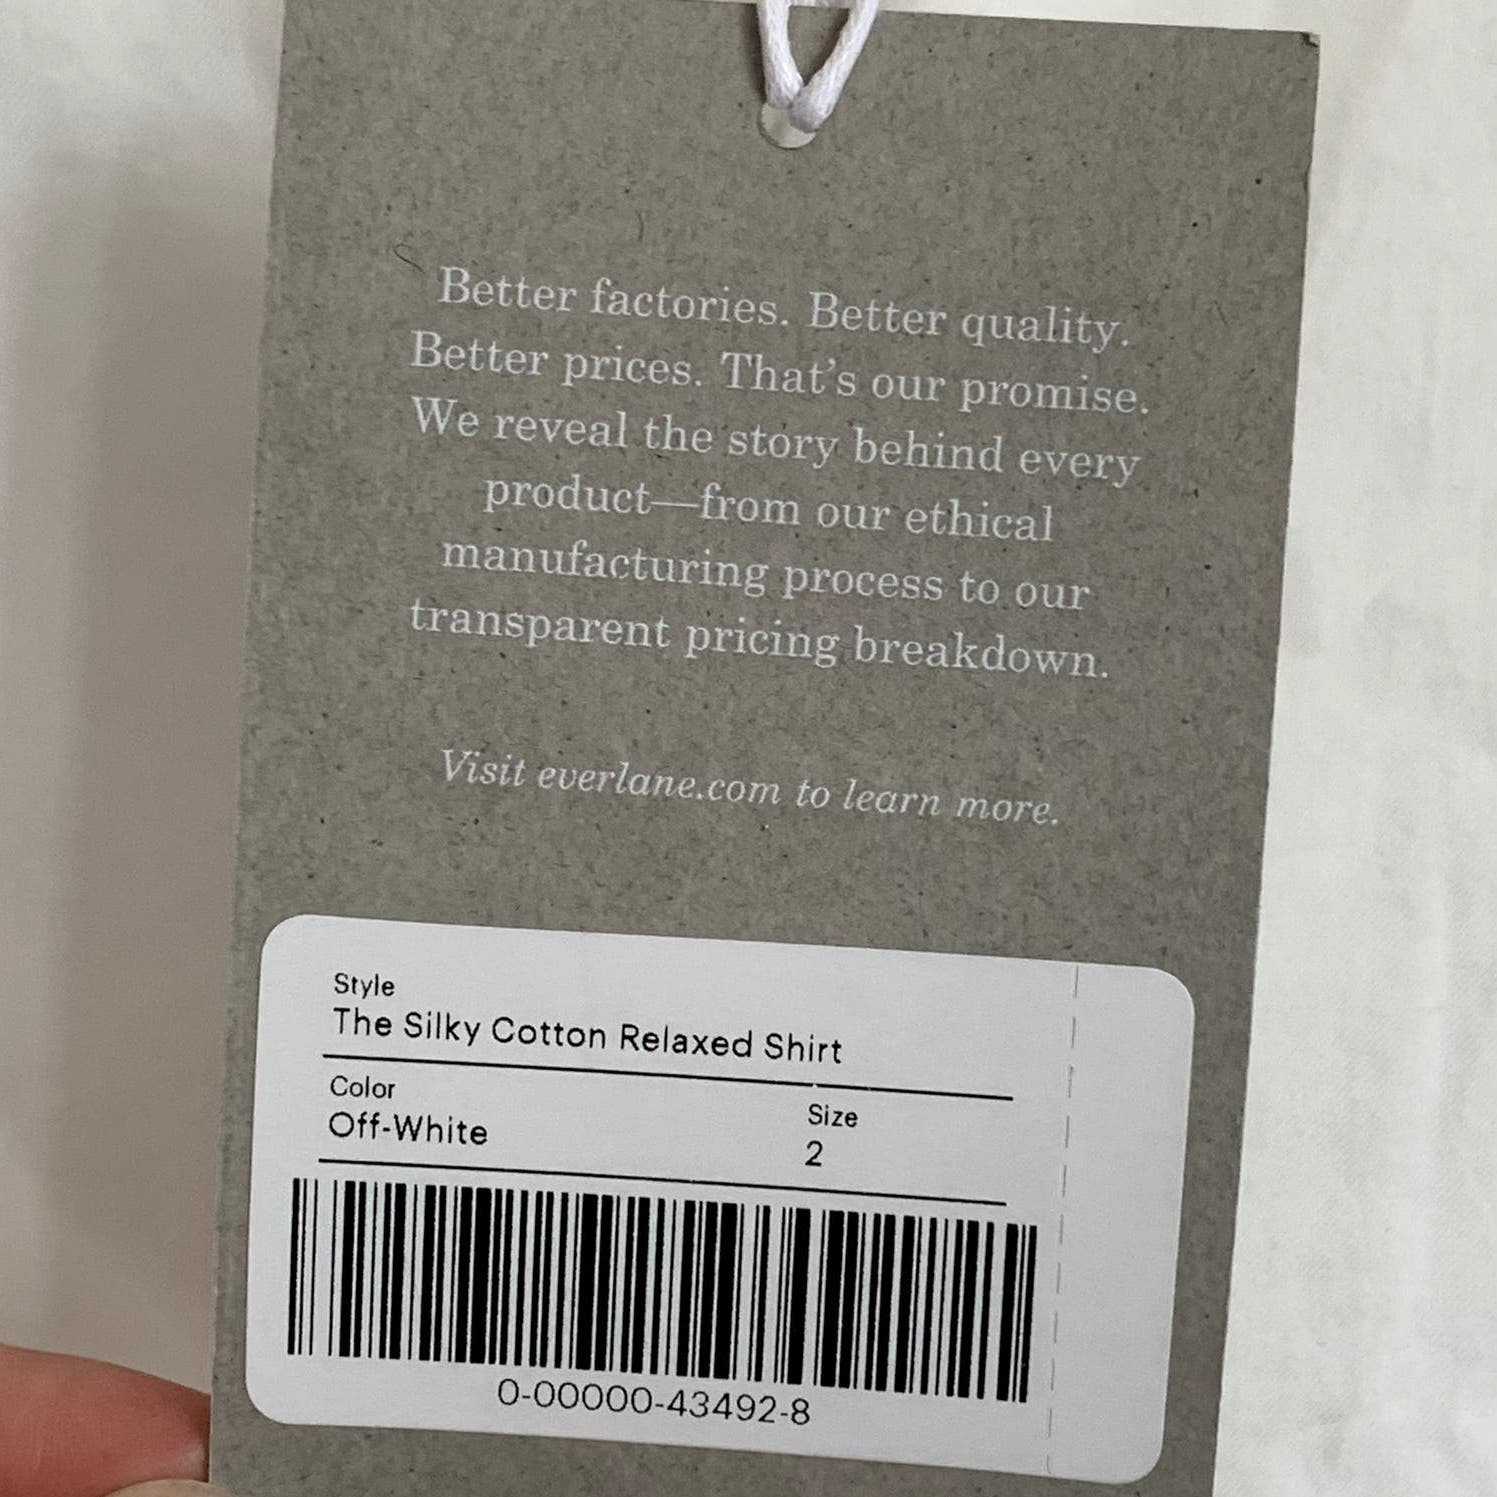 Better factories. Better quality.
Better prices. That's our promise.
We reveal the story behind every
product—from our ethical
manufacturing process to our
transparent pricing breakdown.
Visit everlane.com to learn more.
Style
The Silky Cotton Relaxed Shirt
Color
Off-White
Size
2
0-00000-43492-8